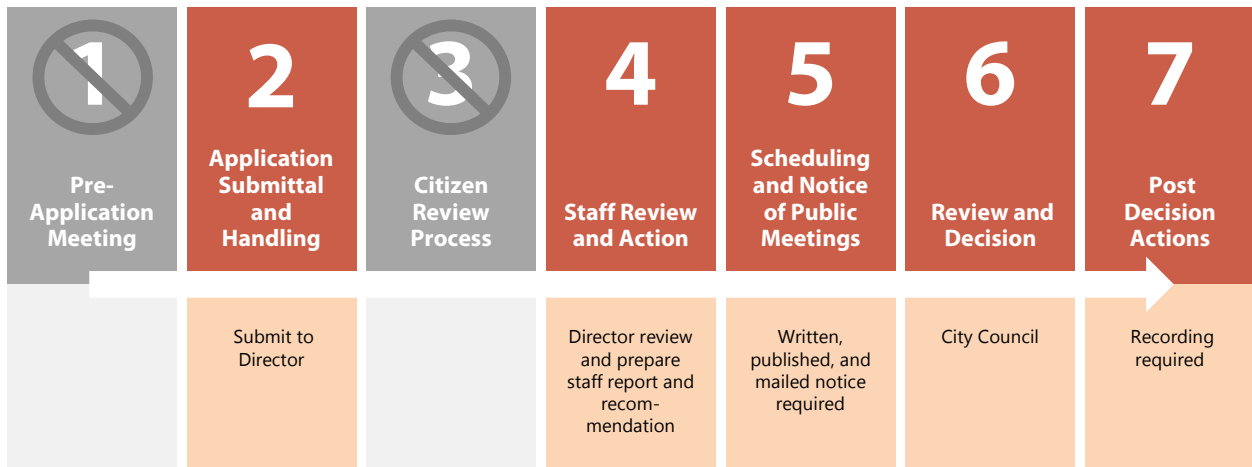 1
Pre-
Application
Meeting
2
Application
Submittal
and
Handling
Submit to
Director
3
Citizen
Review
Process
4
Staff Review
and Action
Director review
and prepare
staff report and
recom-
mendation
5
Scheduling
and Notice
of Public
Meetings
Written,
published, and
mailed notice
required
6
Review and
Decision
City Council
7
Post
Decision
Actions
Recording
required